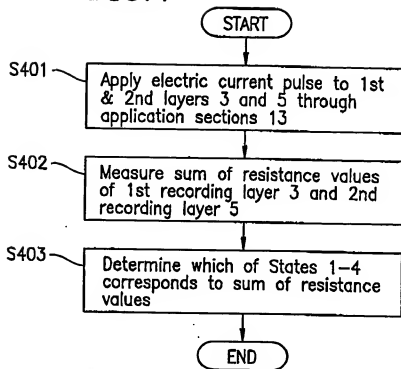 START
S401
Apply electric current pulse to 1st
& 2nd layers 3 and 5 through
application sections 13
S402
Measure sum of resistance values
of 1st recording layer 3 and 2nd
recording layer 5
S403
Determine which of States 1-4
corresponds to sum of resistance
values
END